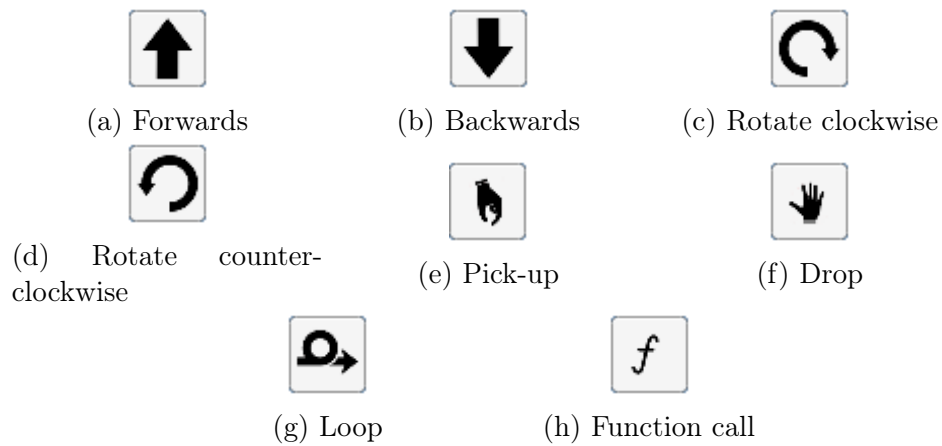 (a) Forwards
(b) Backwards
(c) Rotate clockwise
(d) Rotate counter-
clockwise
(e) Pick-up
(f) Drop
(g) Loop
f
(h) Function call